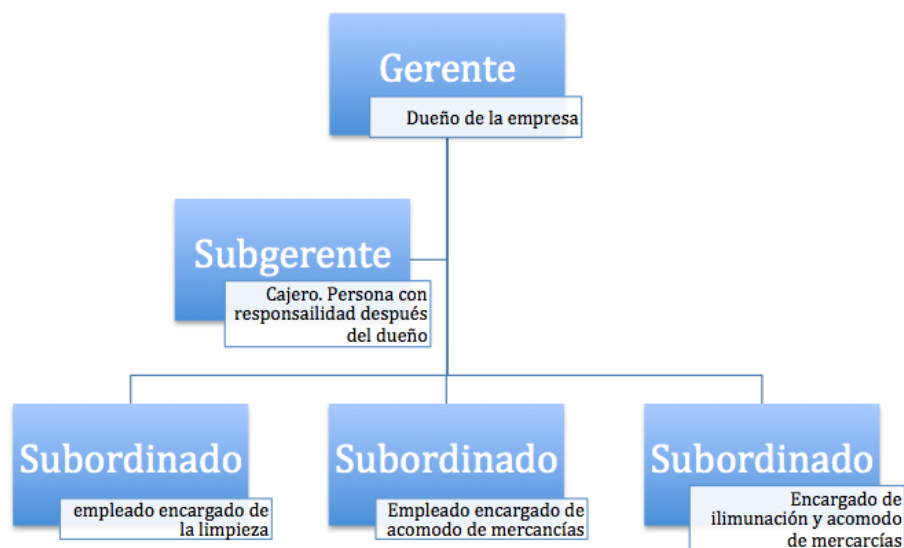 Gerente
Dueño de la empresa
Subgerente
Cajero. Persona con
responsailidad después
del dueño
Subordinado
empleado encargado de
la limpieza
Subordinado
Empleado encargado de
acomodo de mercancías
Subordinado
Encargado de
ilimunación y acomodo
de mercarcías